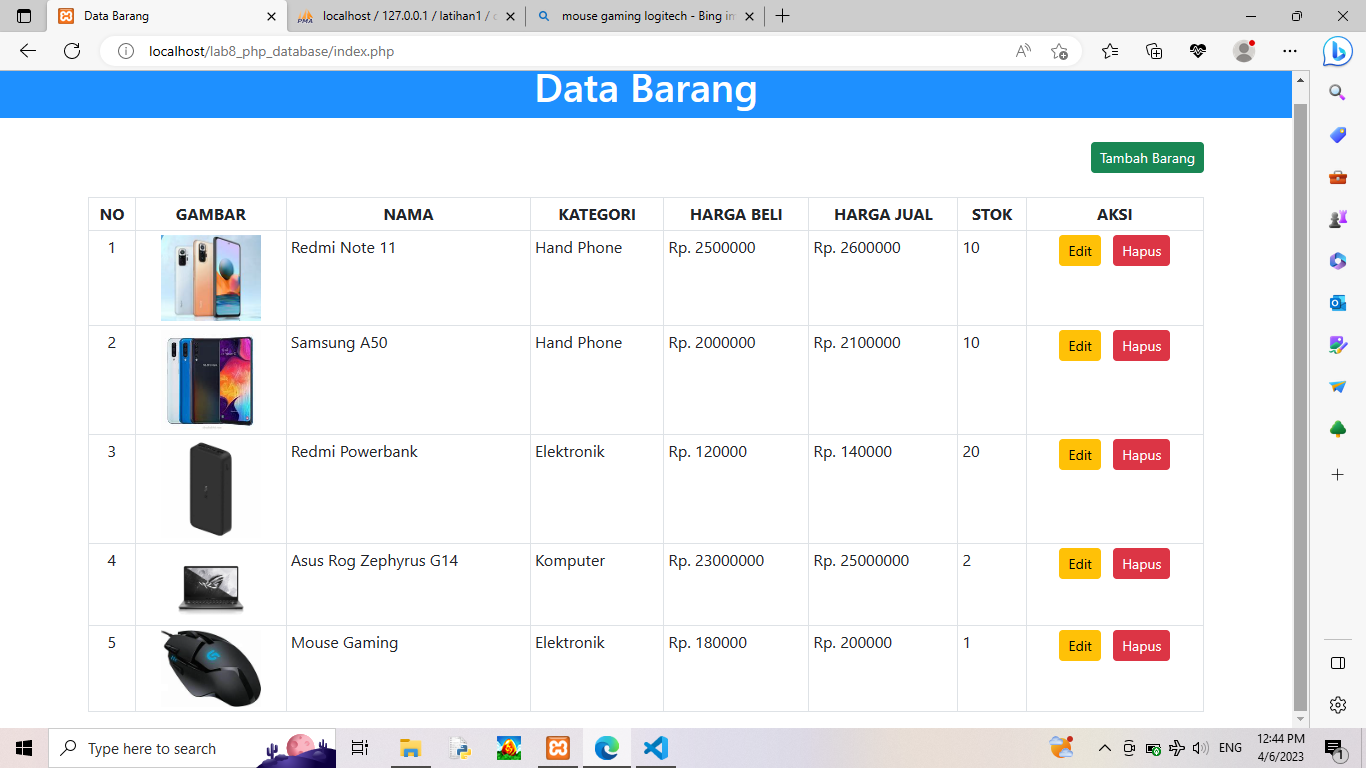 Data Barang
localhost / 127.0.0.1 / latihan1 /
mouse gaming logitech - Bing
localhost/lab8_php_database/index.php
Data Barang
Tambah Barang
NO GAMBAR NAMA KATEGORI HARGA BELI HARGA JUAL STOK AKSI
1 Redmi Note 11 Hand Phone Rp. 2500000 Rp. 2600000 10 Edit Hapus
2 Samsung A50 Hand Phone Rp. 2000000 Rp. 2100000 10 Edit Hapus
3 Redmi Powerbank Elektronik Rp. 120000 Rp. 140000 20 Edit Hapus
4 Asus Rog Zephyrus G14 Komputer Rp. 23000000 Rp. 25000000 2 Edit Hapus
5 Mouse Gaming Elektronik Rp. 180000 Rp. 200000 1 Edit Hapus
Type here to search
ENG
12:44 PM
4/6/2023
1